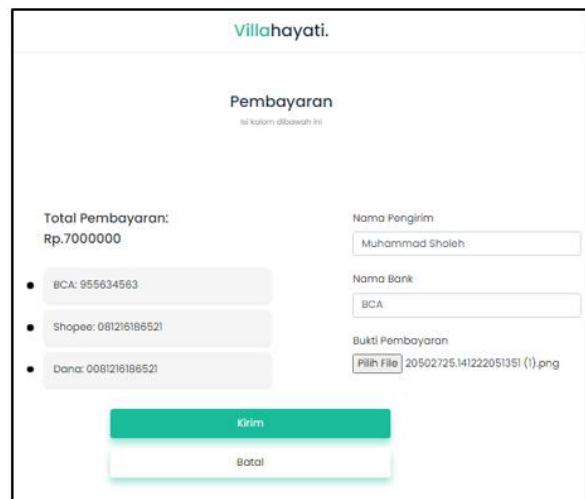 Villahayati.
Pembayaran
Isi kolom dibawah ini
Total Pembayaran:
Rp.7000000
BCA: 955634563
Shopee: 081216186521
Dana: 0081216186521
Nama Pengirim
Muhammad Sholeh
Nama Bank
BCA
Bukti Pembayaran
Pilih File 20502725.141222051351 (1).png
Kirim
Batal